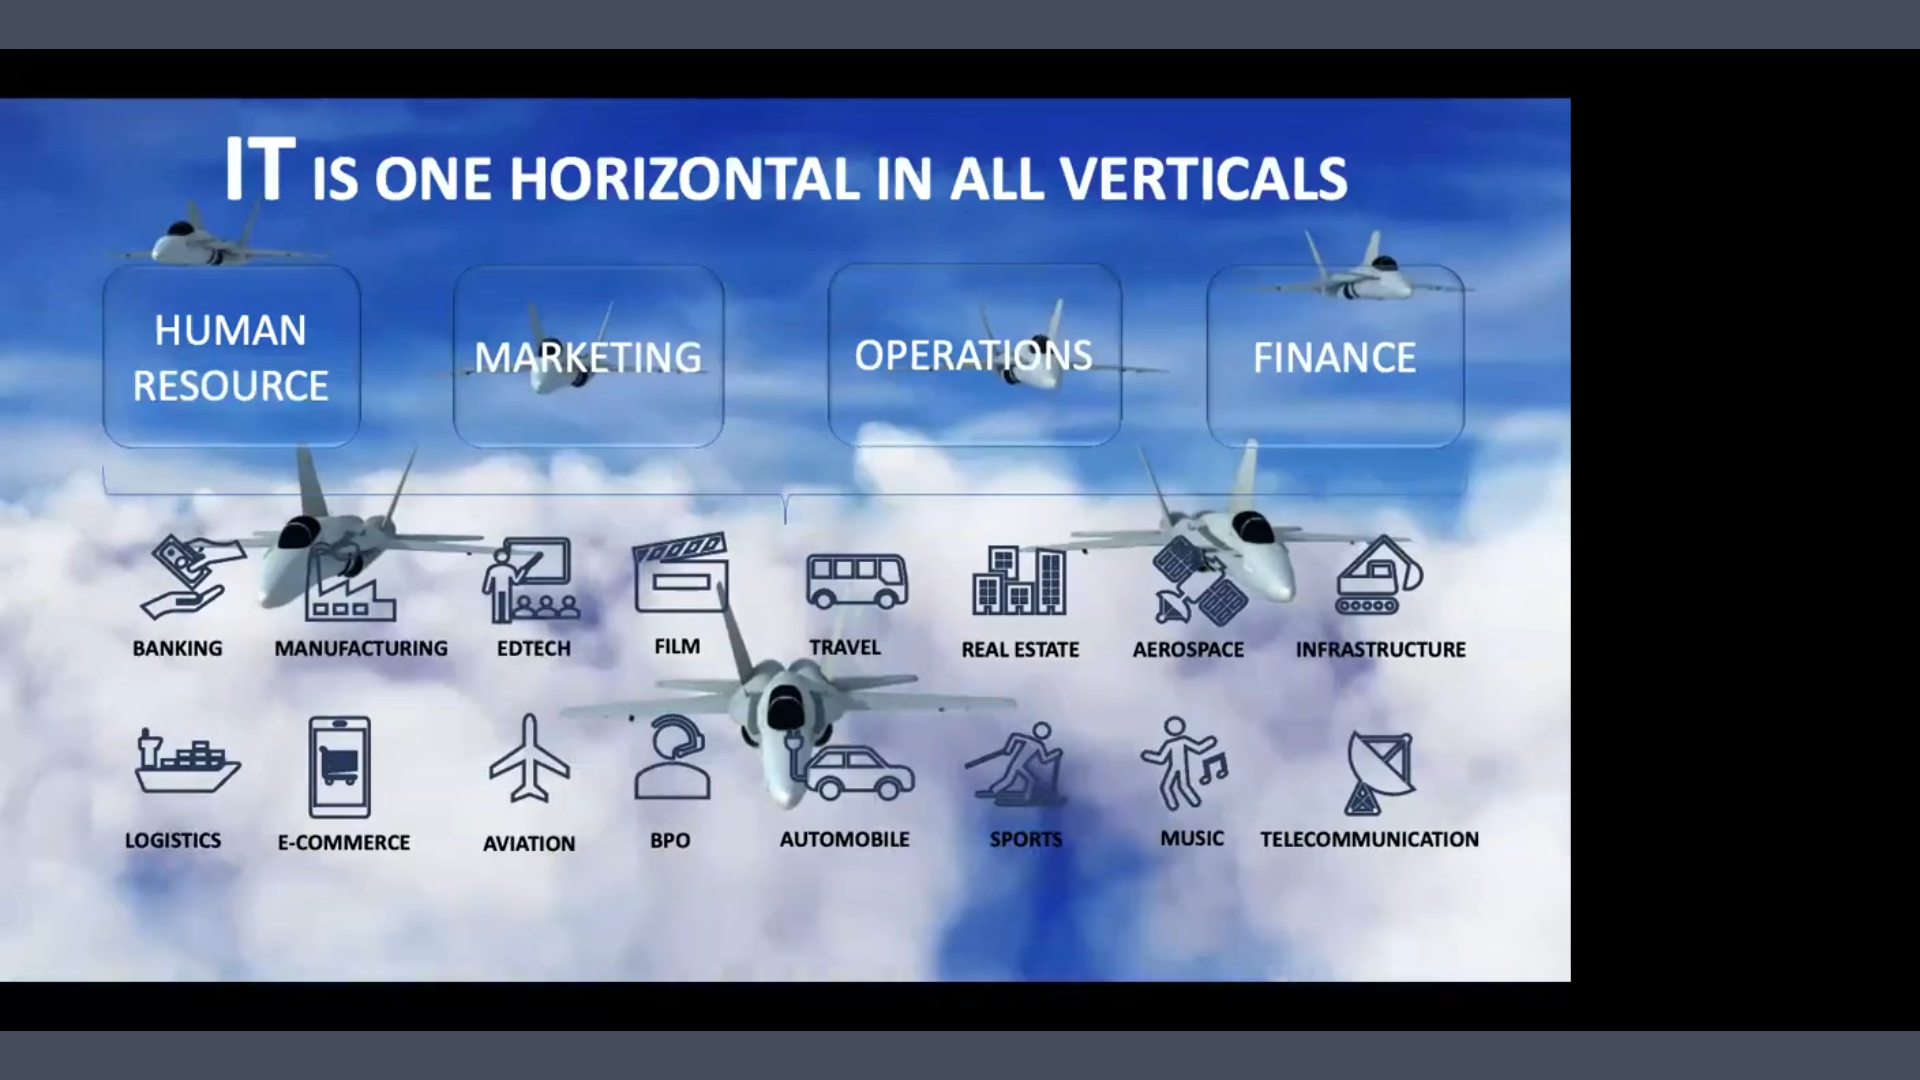 IT IS ONE HORIZONTAL IN ALL VERTICALS
HUMAN
RESOURCE
MARKETING
OPERATIONS
FINANCE
BANKING
MANUFACTURING
EDTECH
FILM
TRAVEL
REAL ESTATE
AEROSPACE
INFRASTRUCTURE
LOGISTICS
E-COMMERCE
AVIATION
BPO
AUTOMOBILE
SPORTS
MUSIC
TELECOMMUNICATION